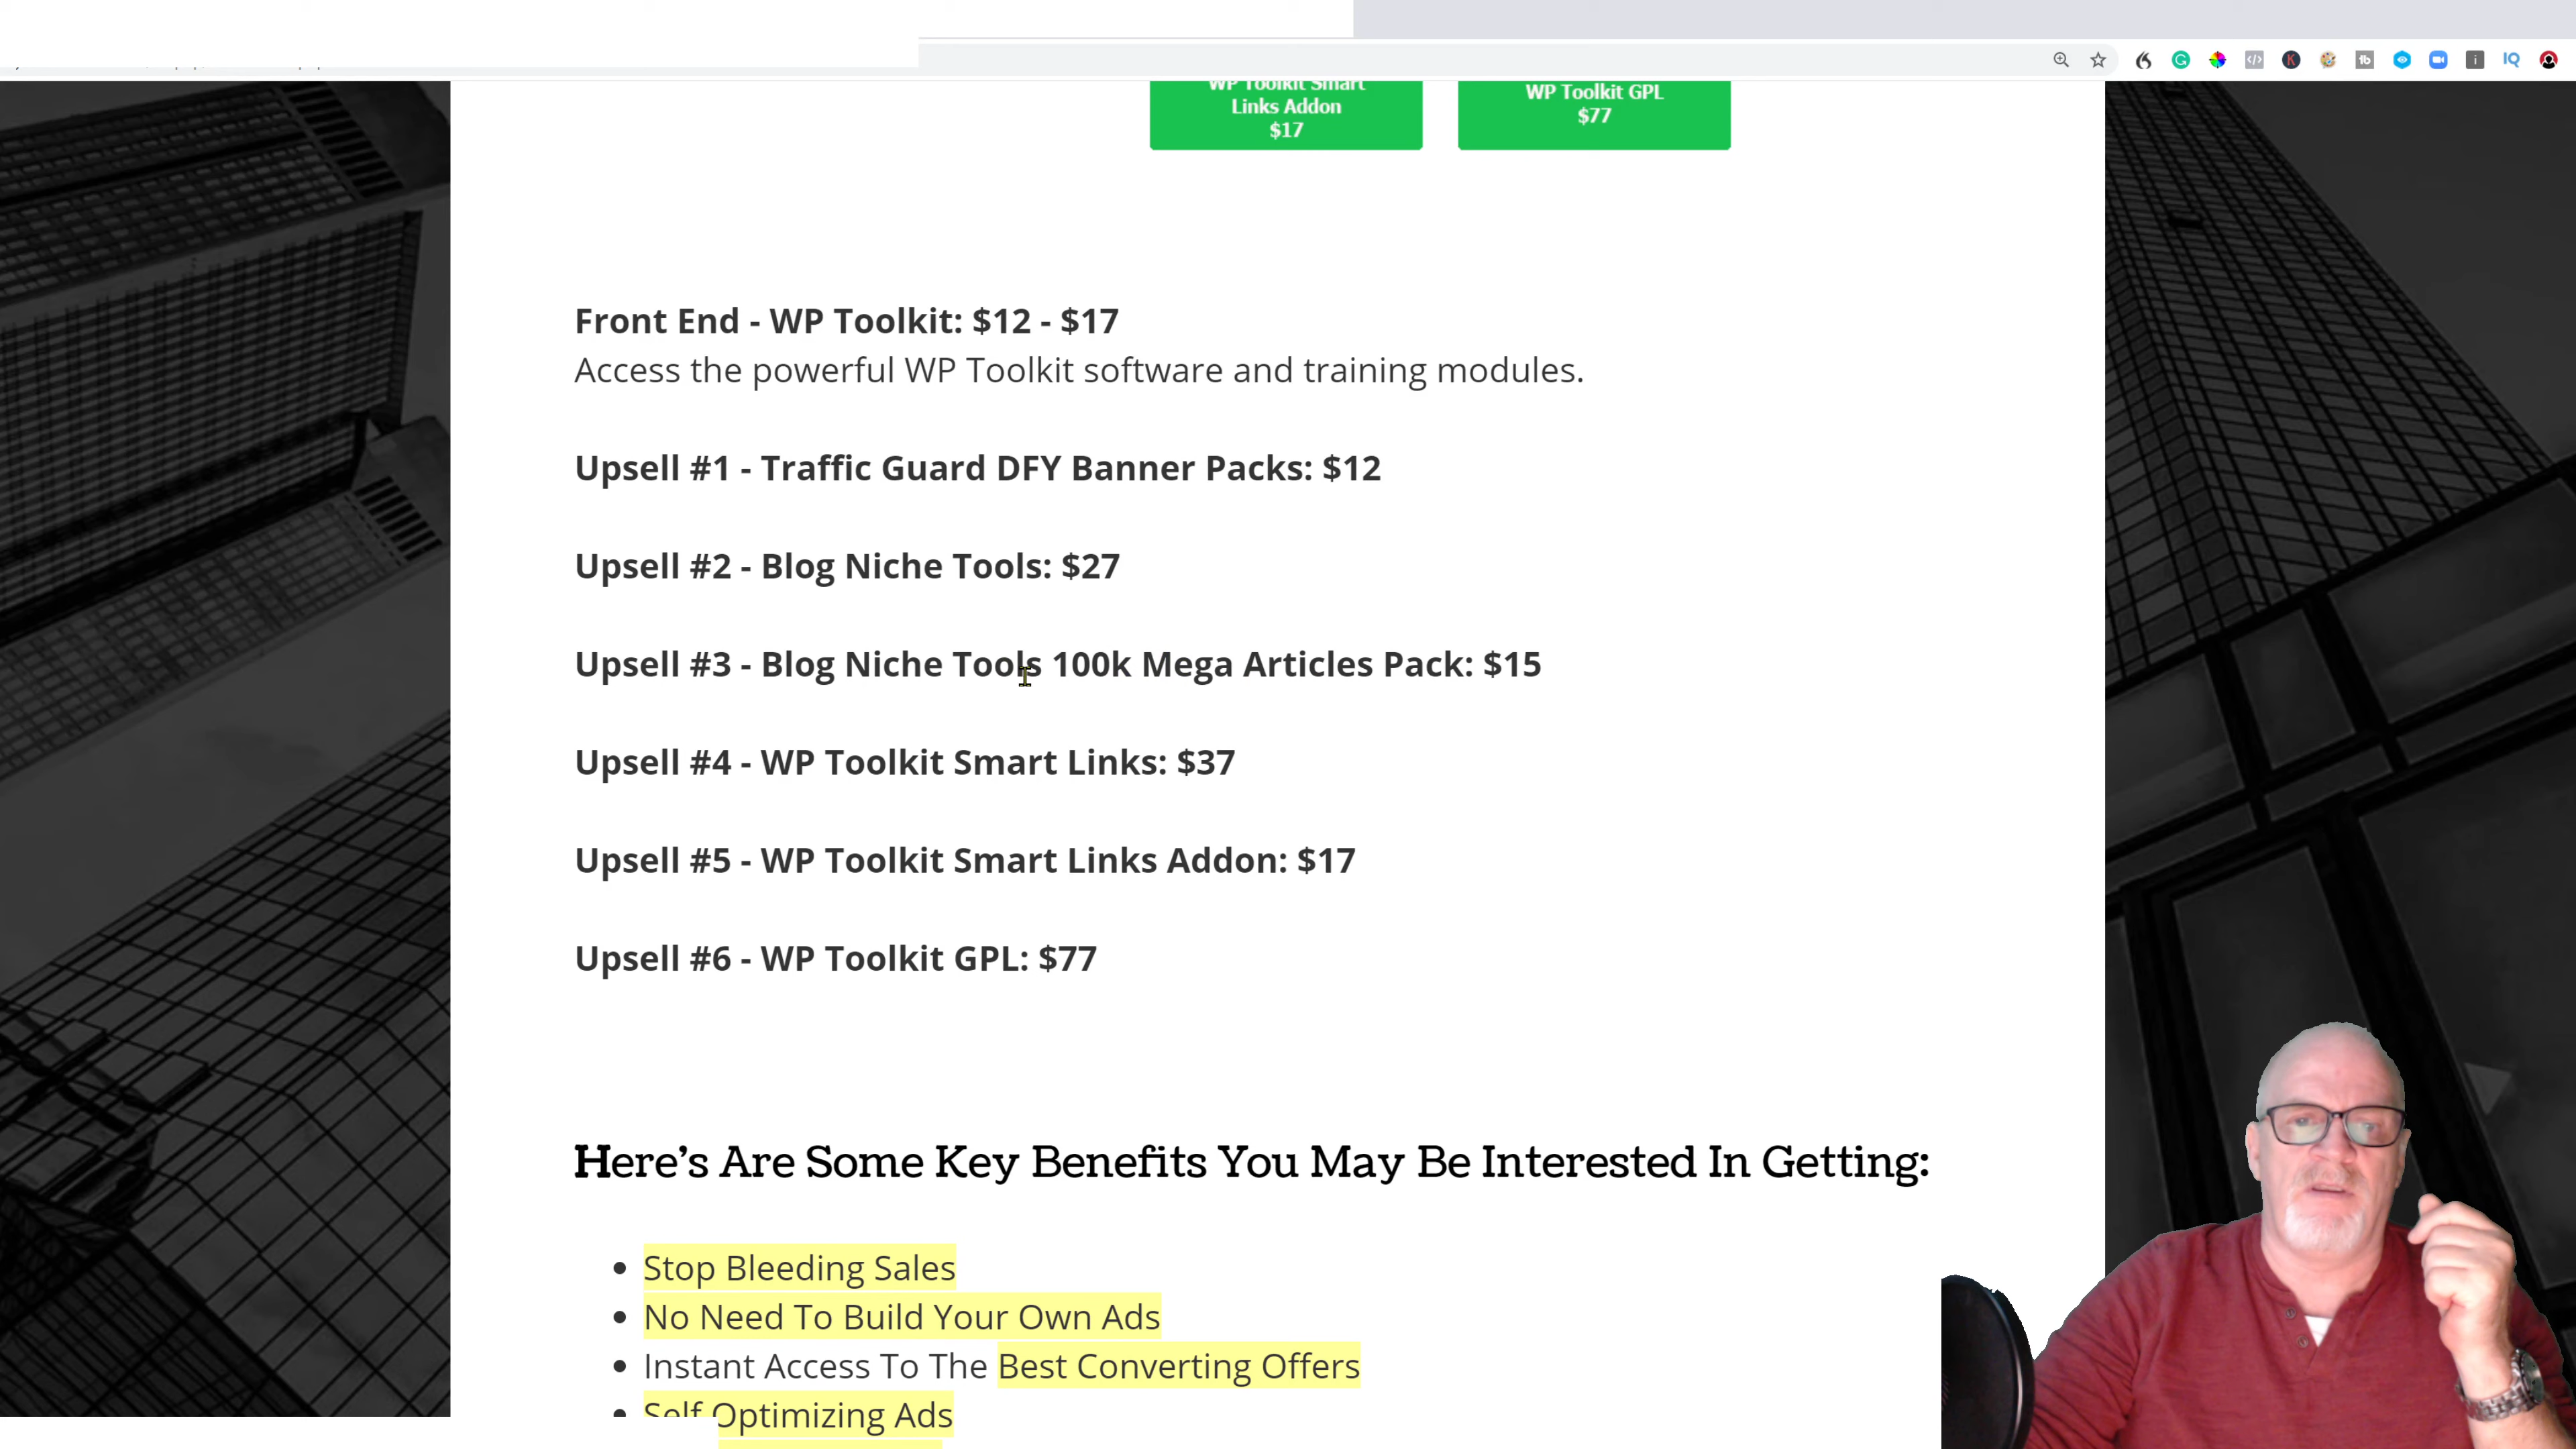 WP Toolkit Smart
Links Addon
$17
WP Toolkit GPL
$77
Front End - WP Toolkit: $12 - $17
Access the powerful WP Toolkit software and training modules.
Upsell #1 - Traffic Guard DFY Banner Packs: $12
Upsell #2 - Blog Niche Tools: $27
Upsell #3 - Blog Niche Tools 100k Mega Articles Pack: $15
Upsell #4 - WP Toolkit Smart Links: $37
Upsell #5 - WP Toolkit Smart Links Addon: $17
Upsell #6 - WP Toolkit GPL: $77
Here's Are Some Key Benefits You May Be Interested In Getting:
Stop Bleeding Sales
No Need To Build Your Own Ads
Instant Access To The Best Converting Offers
Self Optimizing Ads